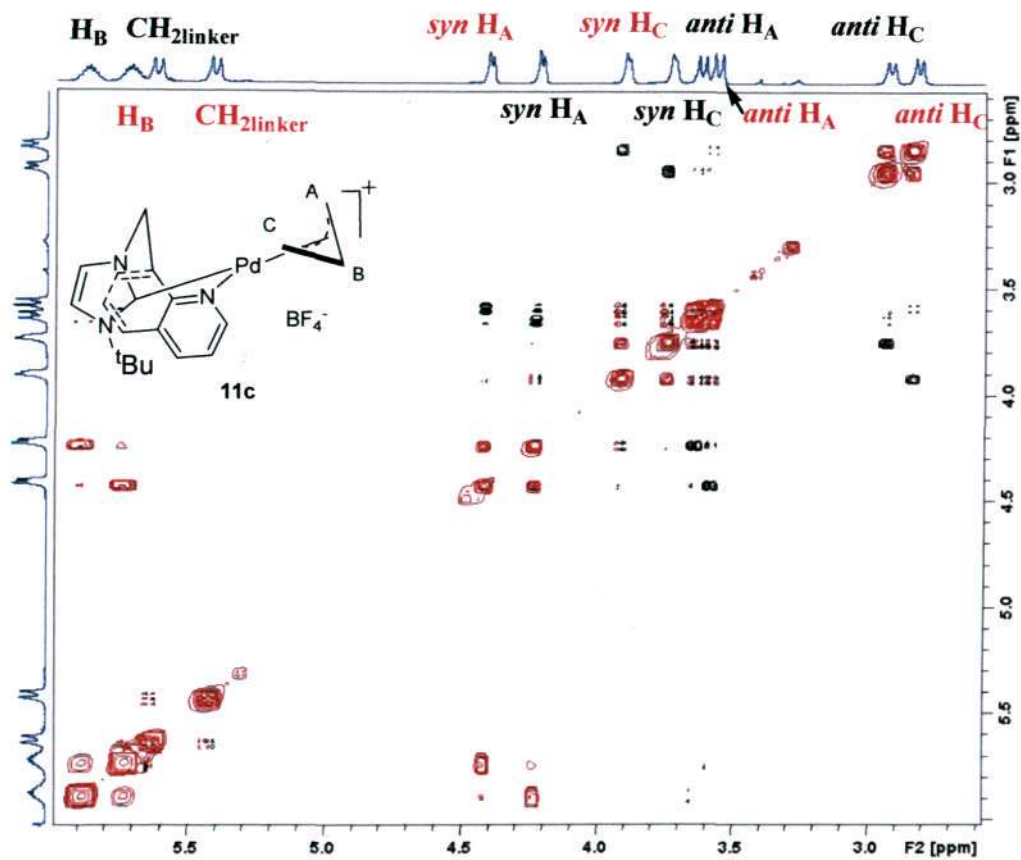 H_B CH_2linker syn H_A syn H_C anti H_A anti H_C
H_B CH_2linker syn H_A syn H_C anti H_A anti H_C
A
C
B
]+
N
Pd
N
N
BF4-
tBu
11c
3.0 F1 [ppm]
3.5
4.0
4.5
5.0
5.5
5.5 5.0 4.5 4.0 3.5 3.0 F2 [ppm]